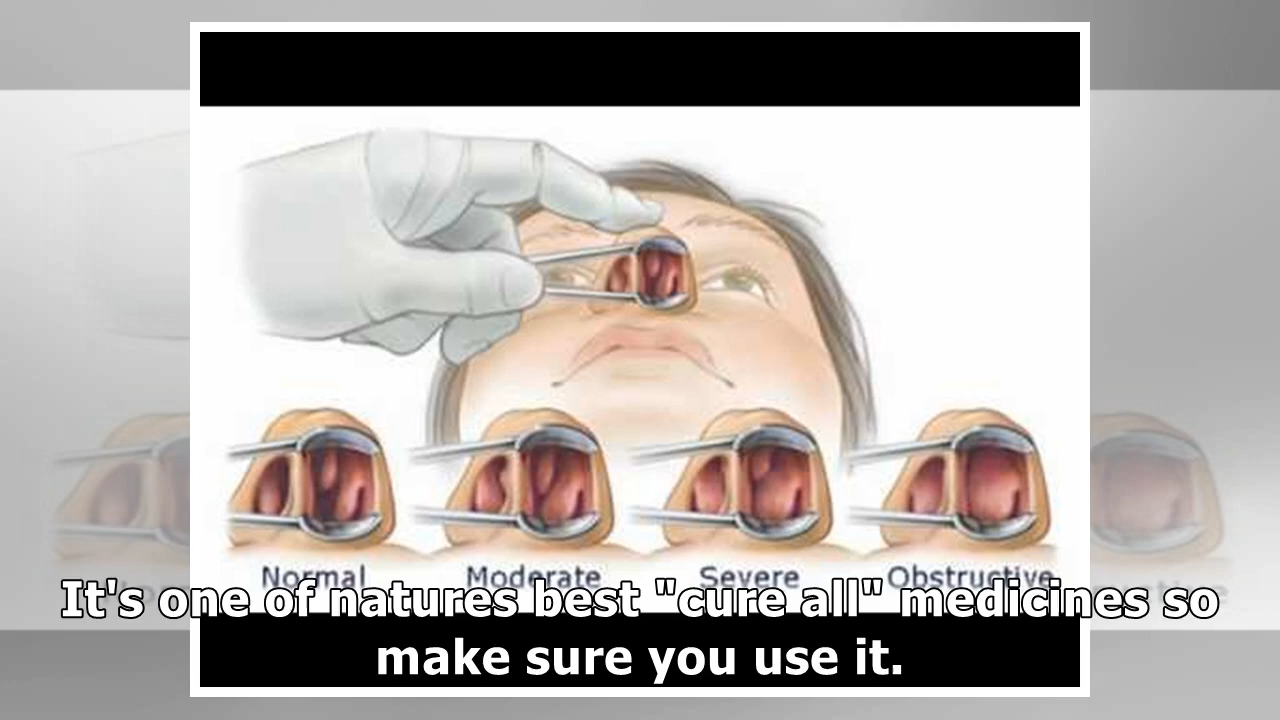 Normal Moderate Severe Obstructive
It's one of natures best "cure all" medicines so
make sure you use it.